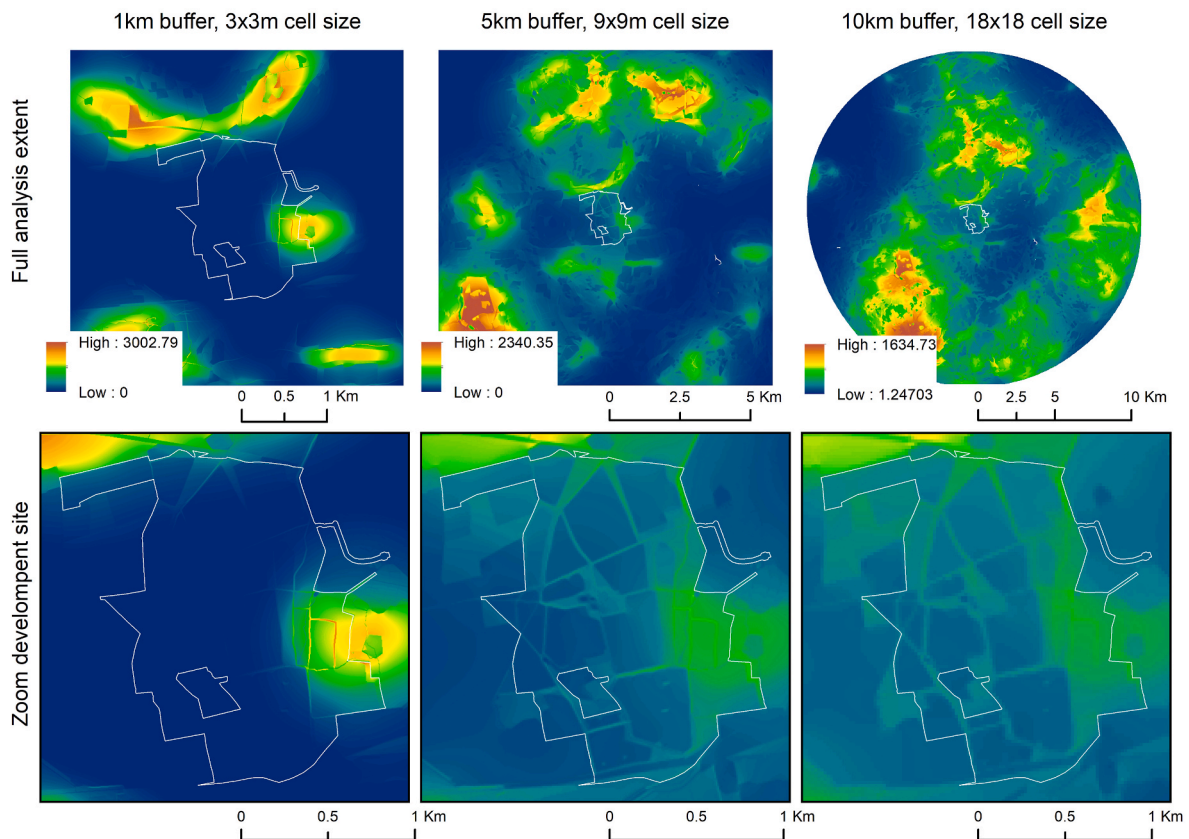 1km buffer, 3x3m cell size
5km buffer, 9x9m cell size
10km buffer, 18x18 cell size
Full analysis extent
High : 3002.79
Low : 0
0 0.5 1 Km
High : 2340.35
Low : 0
0 2.5 5 Km
High : 1634.73
Low : 1.24703
0 2.5 5 10 Km
Zoom develompent site
0 0.5 1 Km
0 0.5 1 Km
0 0.5 1 Km